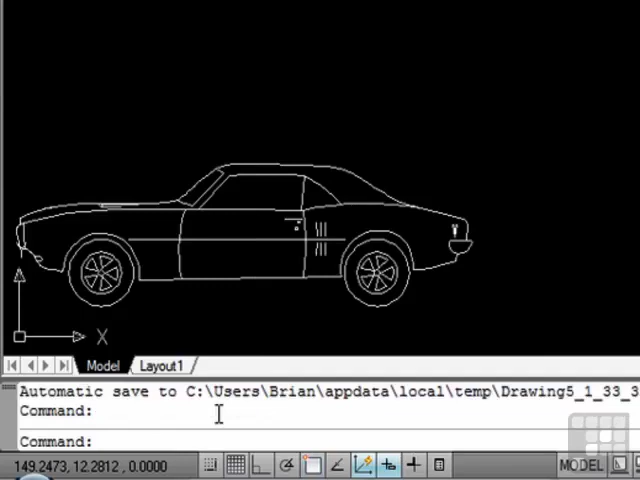 X
Model Layout1
Automatic save to C:\Users\Brian\appdata\local\temp\Drawing5_1_33_3
Command:
Command:
149.2473, 12.2812 , 0.0000 MODEL